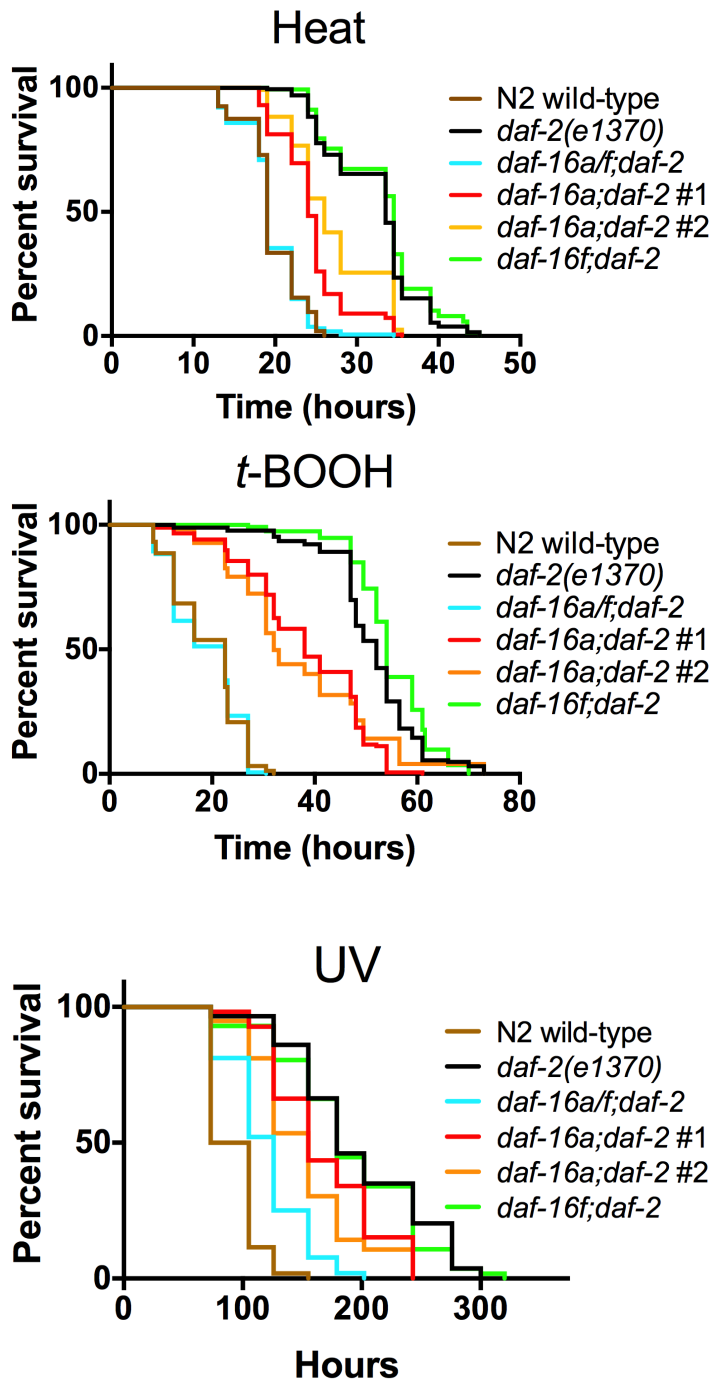 Heat
Percent survival
100
50
0
0 10 20 30 40 50
Time (hours)
N2 wild-type
daf-2(e1370)
daf-16a/f;daf-2
daf-16a;daf-2 #1
daf-16a;daf-2 #2
daf-16f;daf-2
t-BOOH
Percent survival
100
50
0
0 20 40 60 80
Time (hours)
N2 wild-type
daf-2(e1370)
daf-16a/f;daf-2
daf-16a;daf-2 #1
daf-16a;daf-2 #2
daf-16f;daf-2
UV
Percent survival
100
50
0
0 100 200 300
Hours
N2 wild-type
daf-2(e1370)
daf-16a/f;daf-2
daf-16a;daf-2 #1
daf-16a;daf-2 #2
daf-16f;daf-2